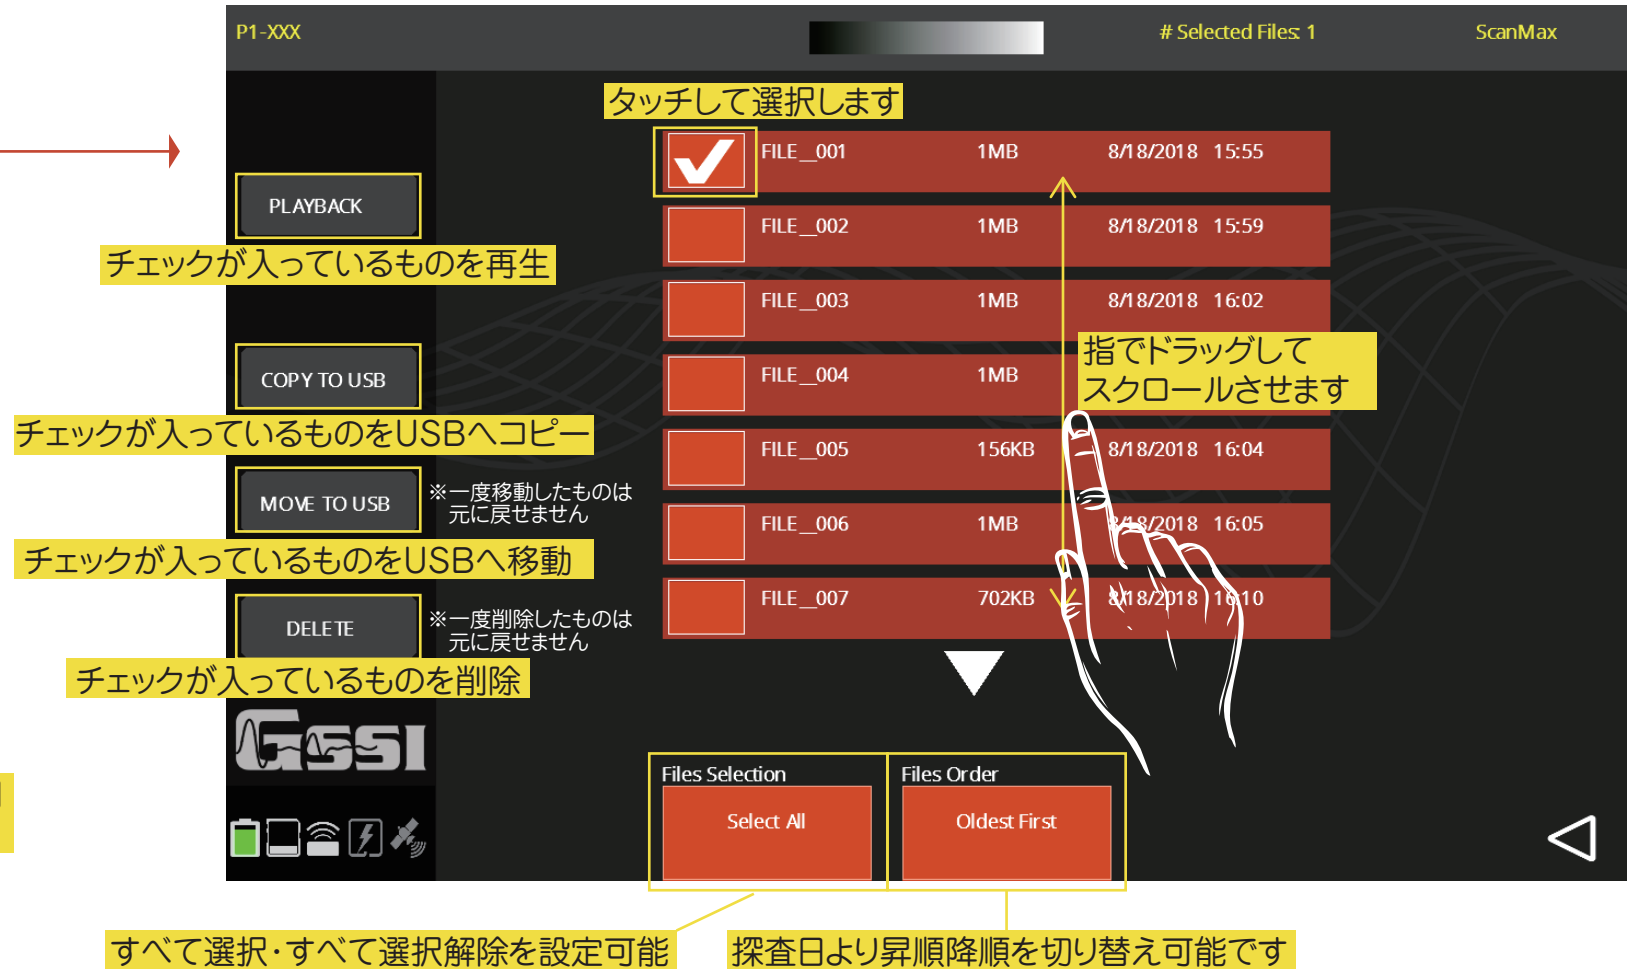 P1-XXX
# Selected Files: 1
ScanMax
タッチして選択します
FILE__001 1MB 8/18/2018 15:55
PLAYBACK
FILE__002 1MB 8/18/2018 15:59
チェックが入っているものを再生
FILE__003 1MB 8/18/2018 16:02
指でドラッグして
スクロールさせます
COPY TO USB
FILE__004 1MB
チェックが入っているものをUSBへコピー
FILE__005 156KB 8/18/2018 16:04
MOVE TO USB
※一度移動したものは
元に戻せません
FILE__006 1MB 8/18/2018 16:05
チェックが入っているものをUSBへ移動
FILE__007 702KB 8/18/2018 16:10
DELETE
※一度削除したものは
元に戻せません
チェックが入っているものを削除
GSSI
Files Selection
Files Order
Select All
Oldest First
すべて選択・すべて選択解除を設定可能
探査日より昇順降順を切り替え可能です